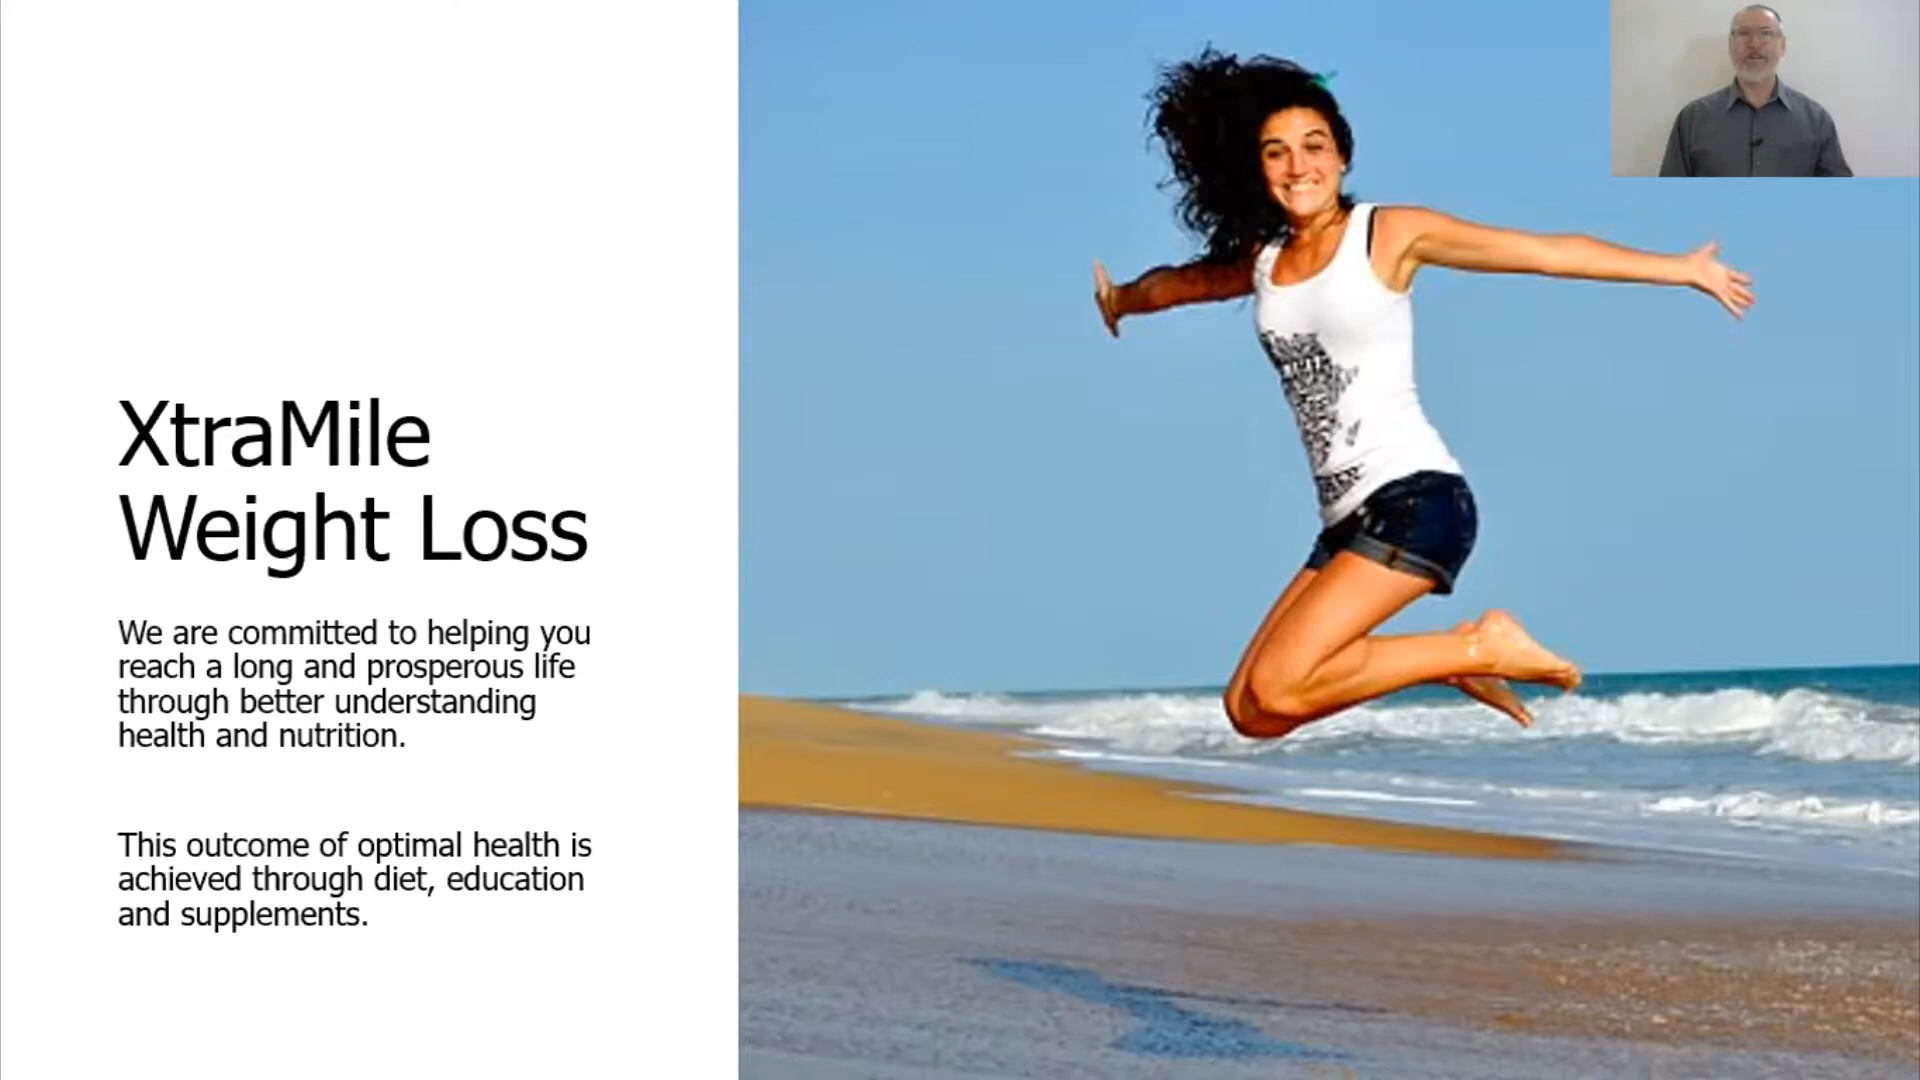 XtraMile
Weight Loss
We are committed to helping you
reach a long and prosperous life
through better understanding
health and nutrition.
This outcome of optimal health is
achieved through diet, education
and supplements.